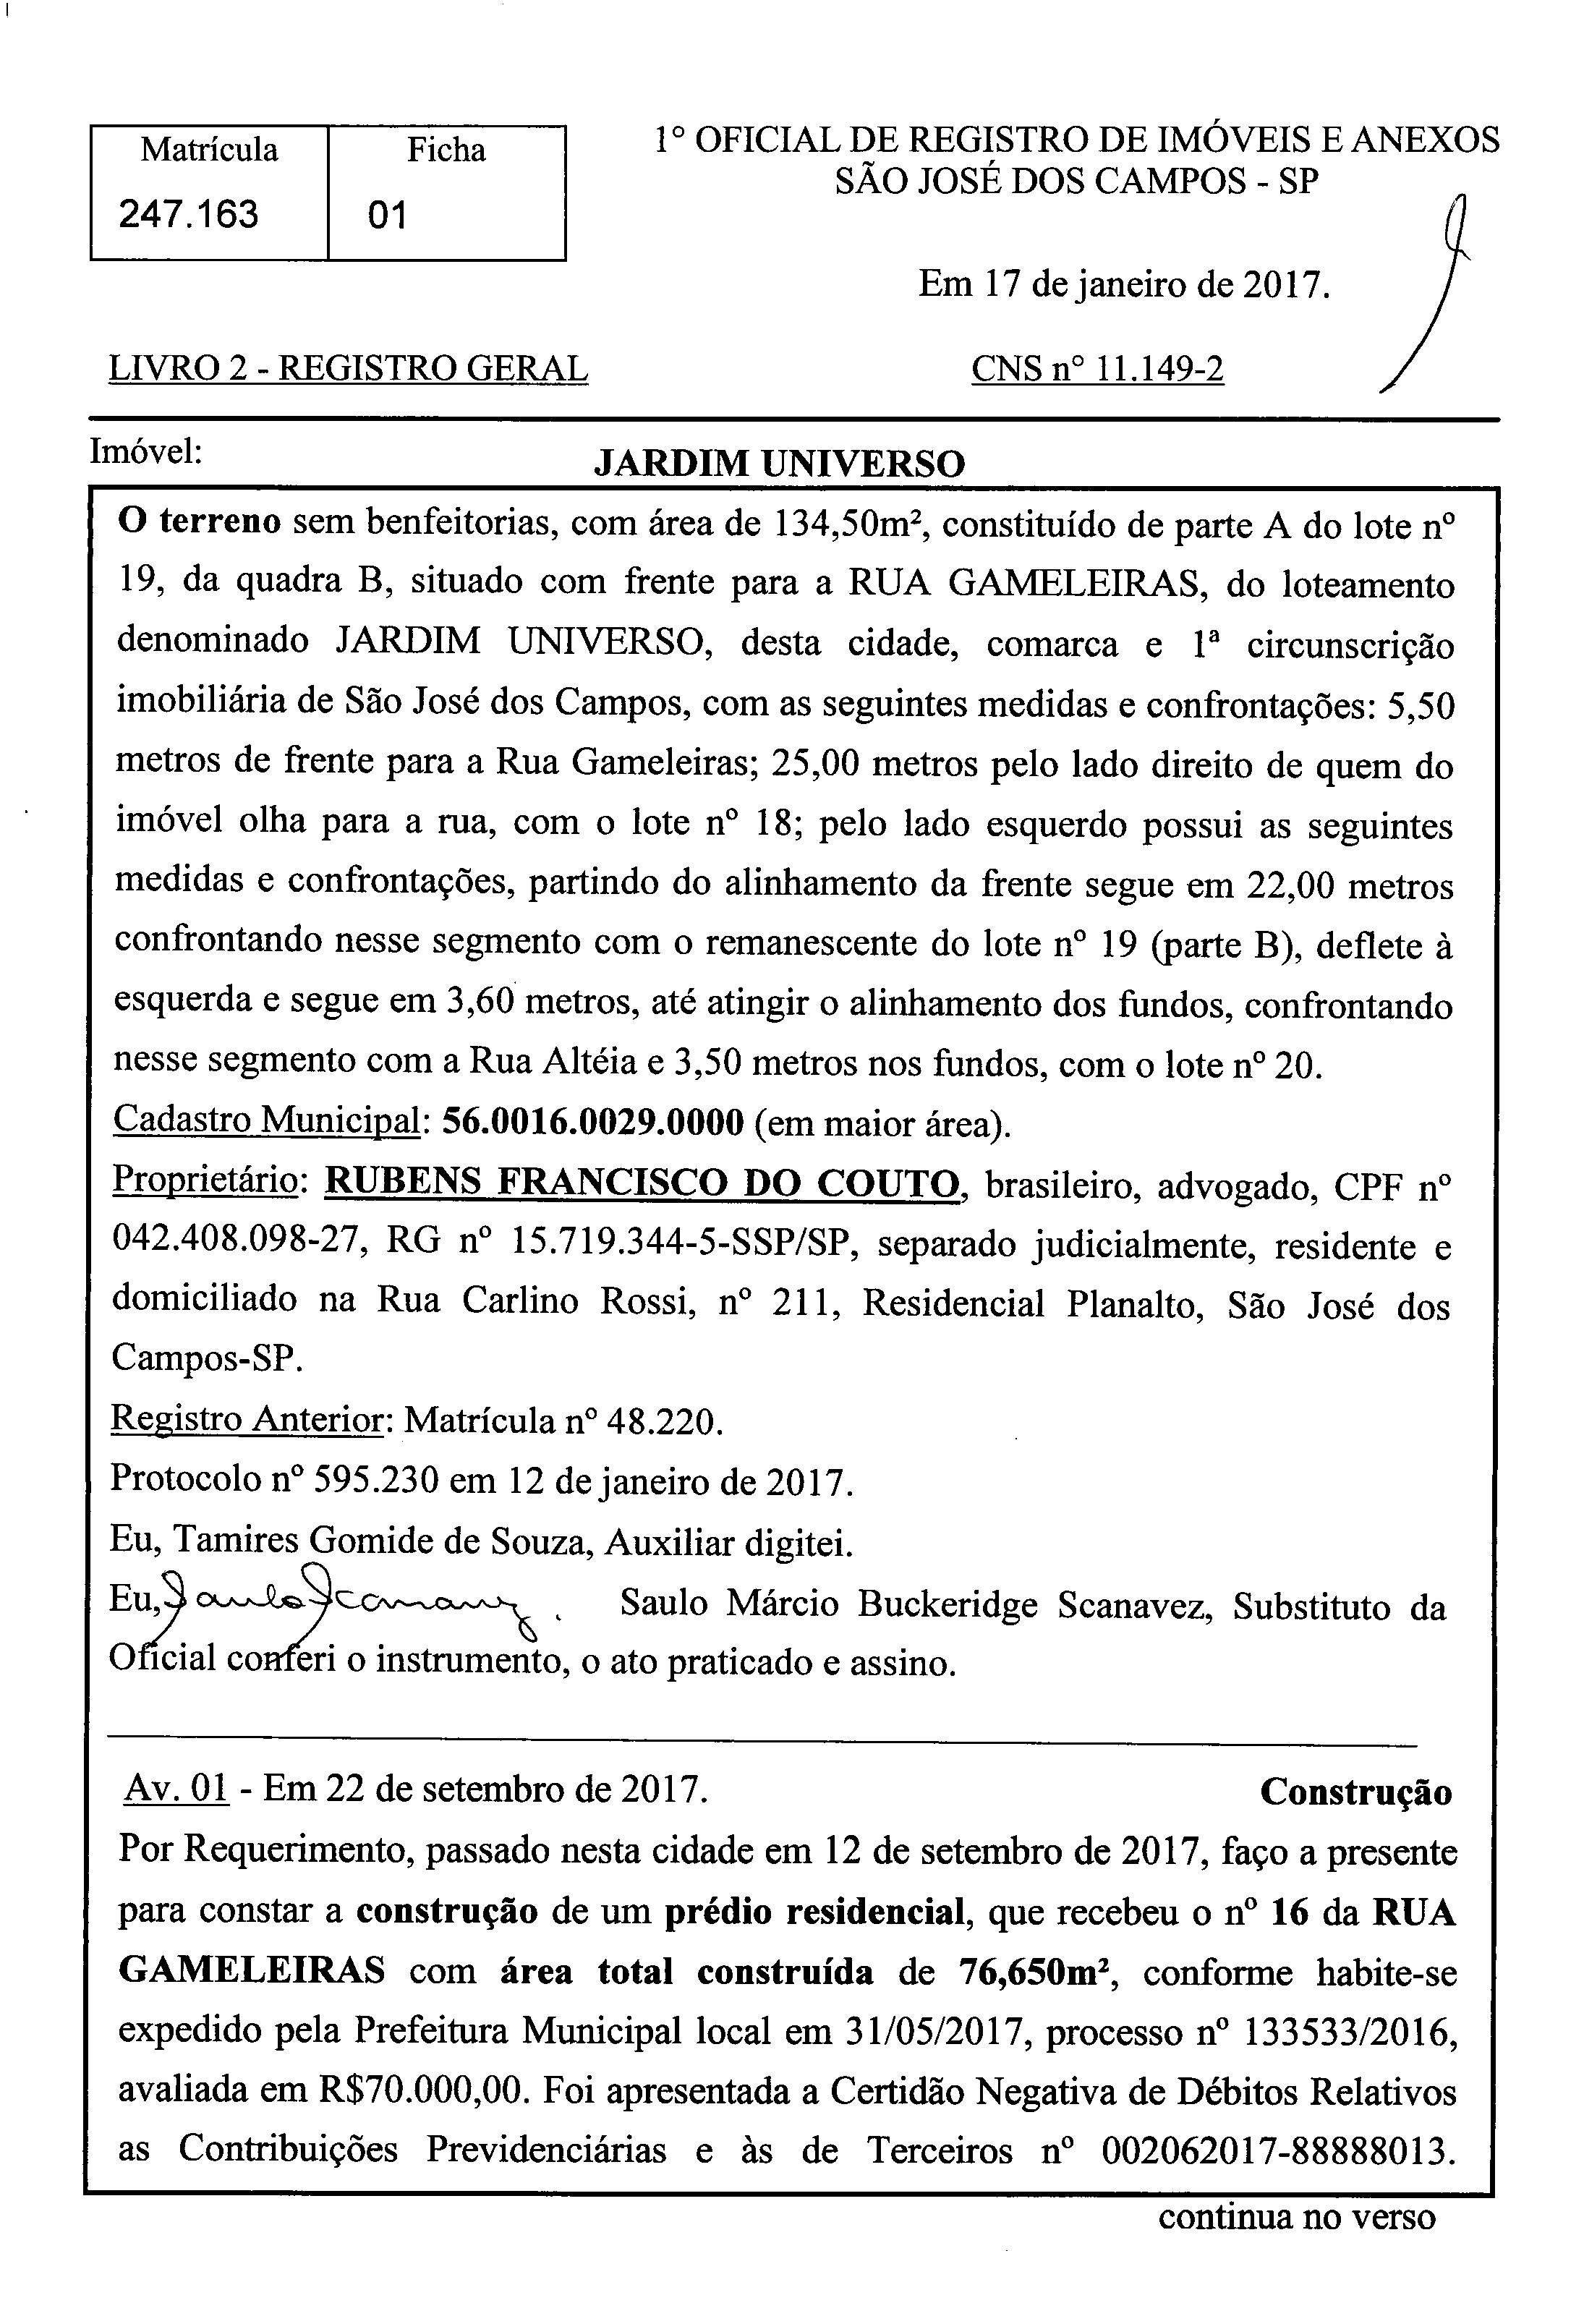 Matrícula
247.163
Ficha
01
1° OFICIAL DE REGISTRO DE IMÓVEIS E ANEXOS
SÃO JOSÉ DOS CAMPOS - SP
Em 17 de janeiro de 2017.
LIVRO 2 - REGISTRO GERAL
CNS n° 11.149-2
Imóvel:
JARDIM UNIVERSO
O terreno sem benfeitorias, com área de 134,50m², constituído de parte A do lote nº
19, da quadra B, situado com frente para a RUA GAMELEIRAS, do loteamento
denominado JARDIM UNIVERSO, desta cidade, comarca e 1ª circunscrição
imobiliária de São José dos Campos, com as seguintes medidas e confrontações: 5,50
metros de frente para a Rua Gameleiras; 25,00 metros pelo lado direito de quem do
imóvel olha para a rua, com o lote nº 18; pelo lado esquerdo possui as seguintes
medidas e confrontações, partindo do alinhamento da frente segue em 22,00 metros
confrontando nesse segmento com o remanescente do lote nº 19 (parte B), deflete à
esquerda e segue em 3,60 metros, até atingir o alinhamento dos fundos, confrontando
nesse segmento com a Rua Altéia e 3,50 metros nos fundos, com o lote nº 20.
Cadastro Municipal: 56.0016.0029.0000 (em maior área).
Proprietário: RUBENS FRANCISCO DO COUTO, brasileiro, advogado, CPF nº
042.408.098-27, RG nº 15.719.344-5-SSP/SP, separado judicialmente, residente e
domiciliado na Rua Carlino Rossi, nº 211, Residencial Planalto, São José dos
Campos-SP.
Registro Anterior: Matrícula nº 48.220.
Protocolo nº 595.230 em 12 de janeiro de 2017.
Eu, Tamires Gomide de Souza, Auxiliar digitei.
Eu, Saulo Scanavez. Saulo Márcio Buckeridge Scanavez, Substituto da
Oficial conferi o instrumento, o ato praticado e assino.
Av. 01 - Em 22 de setembro de 2017. Construção
Por Requerimento, passado nesta cidade em 12 de setembro de 2017, faço a presente
para constar a construção de um prédio residencial, que recebeu o nº 16 da RUA
GAMELEIRAS com área total construída de 76,650m², conforme habite-se
expedido pela Prefeitura Municipal local em 31/05/2017, processo nº 133533/2016,
avaliada em R$70.000,00. Foi apresentada a Certidão Negativa de Débitos Relativos
as Contribuições Previdenciárias e às de Terceiros nº 002062017-88888013.
continua no verso